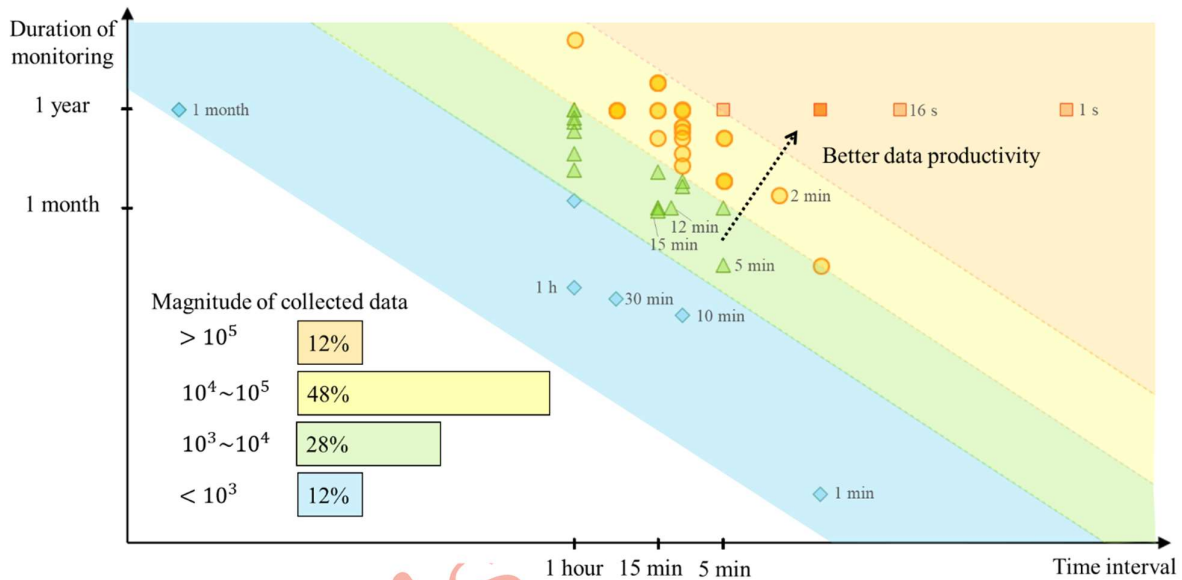 Duration of
monitoring
1 year
1 month
1 month
16 s
1 s
Better data productivity
2 min
12 min
15 min
5 min
1 h
30 min
10 min
1 min
Magnitude of collected data
> 10⁵
12%
10⁴~10⁵
48%
10³~10⁴
28%
< 10³
12%
1 hour 15 min 5 min
Time interval